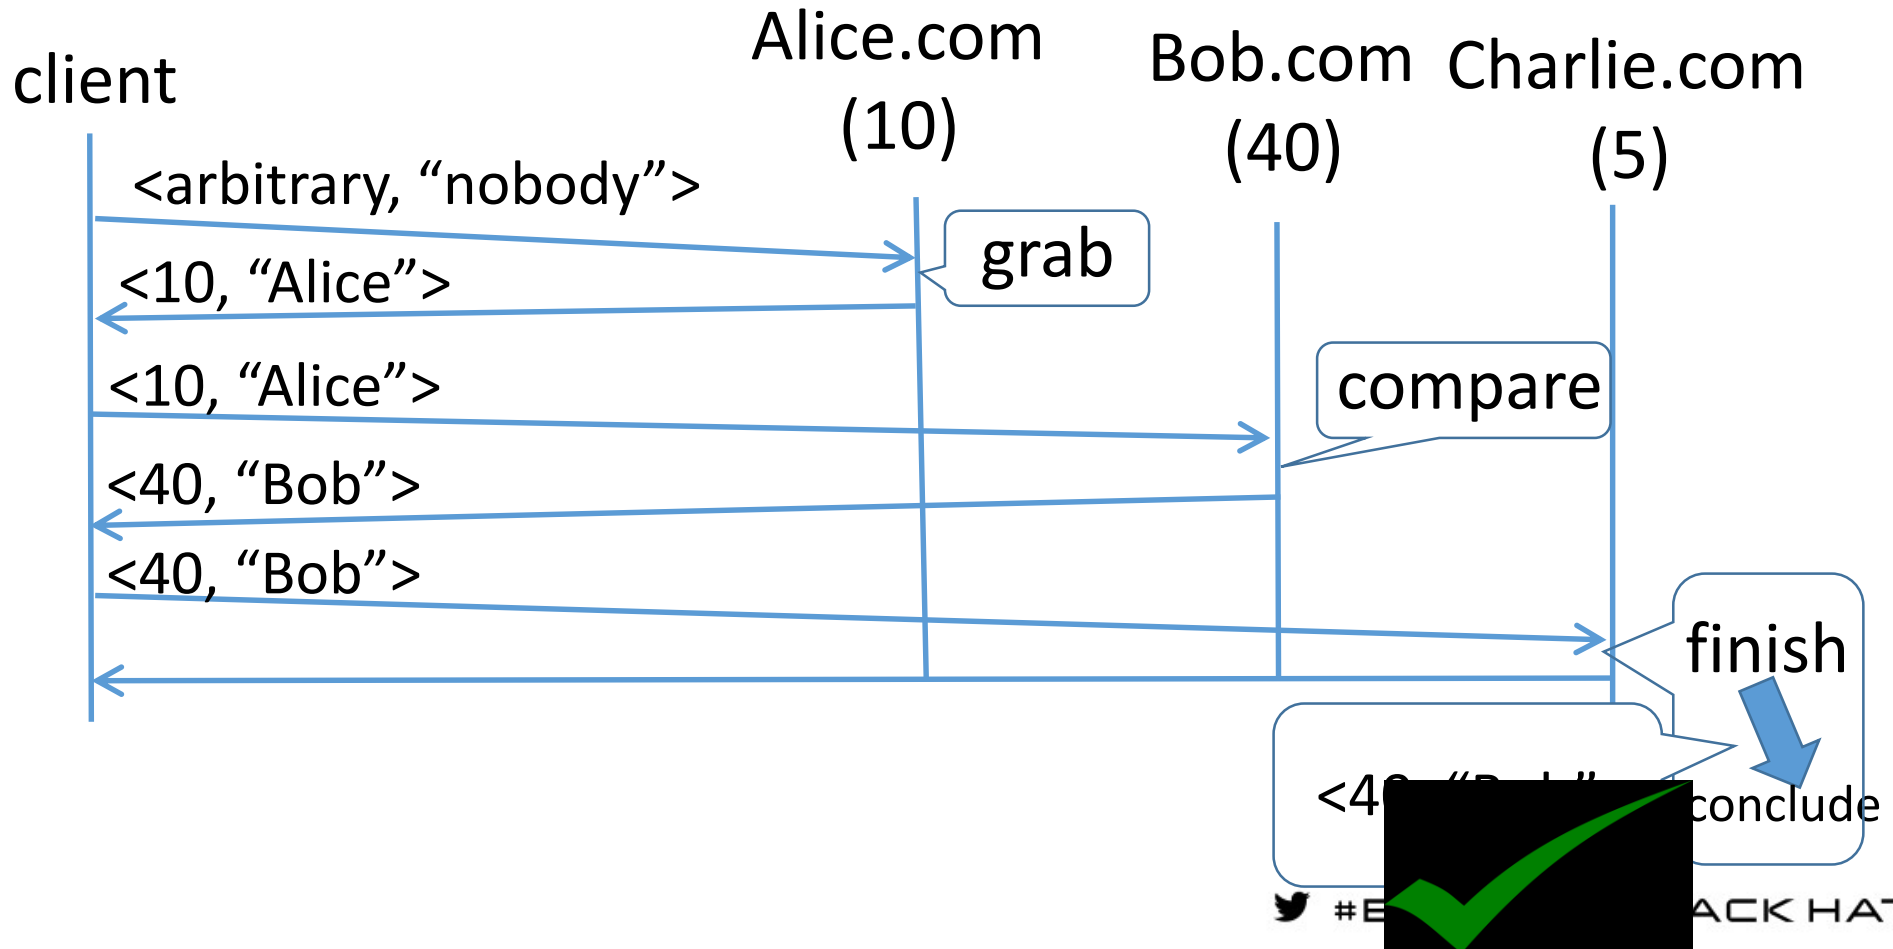 client
Alice.com
(10)
Bob.com
(40)
Charlie.com
(5)
<arbitrary, “nobody”>
grab
<10, “Alice”>
<10, “Alice”>
compare
<40, “Bob”>
<40, “Bob”>
finish
conclude